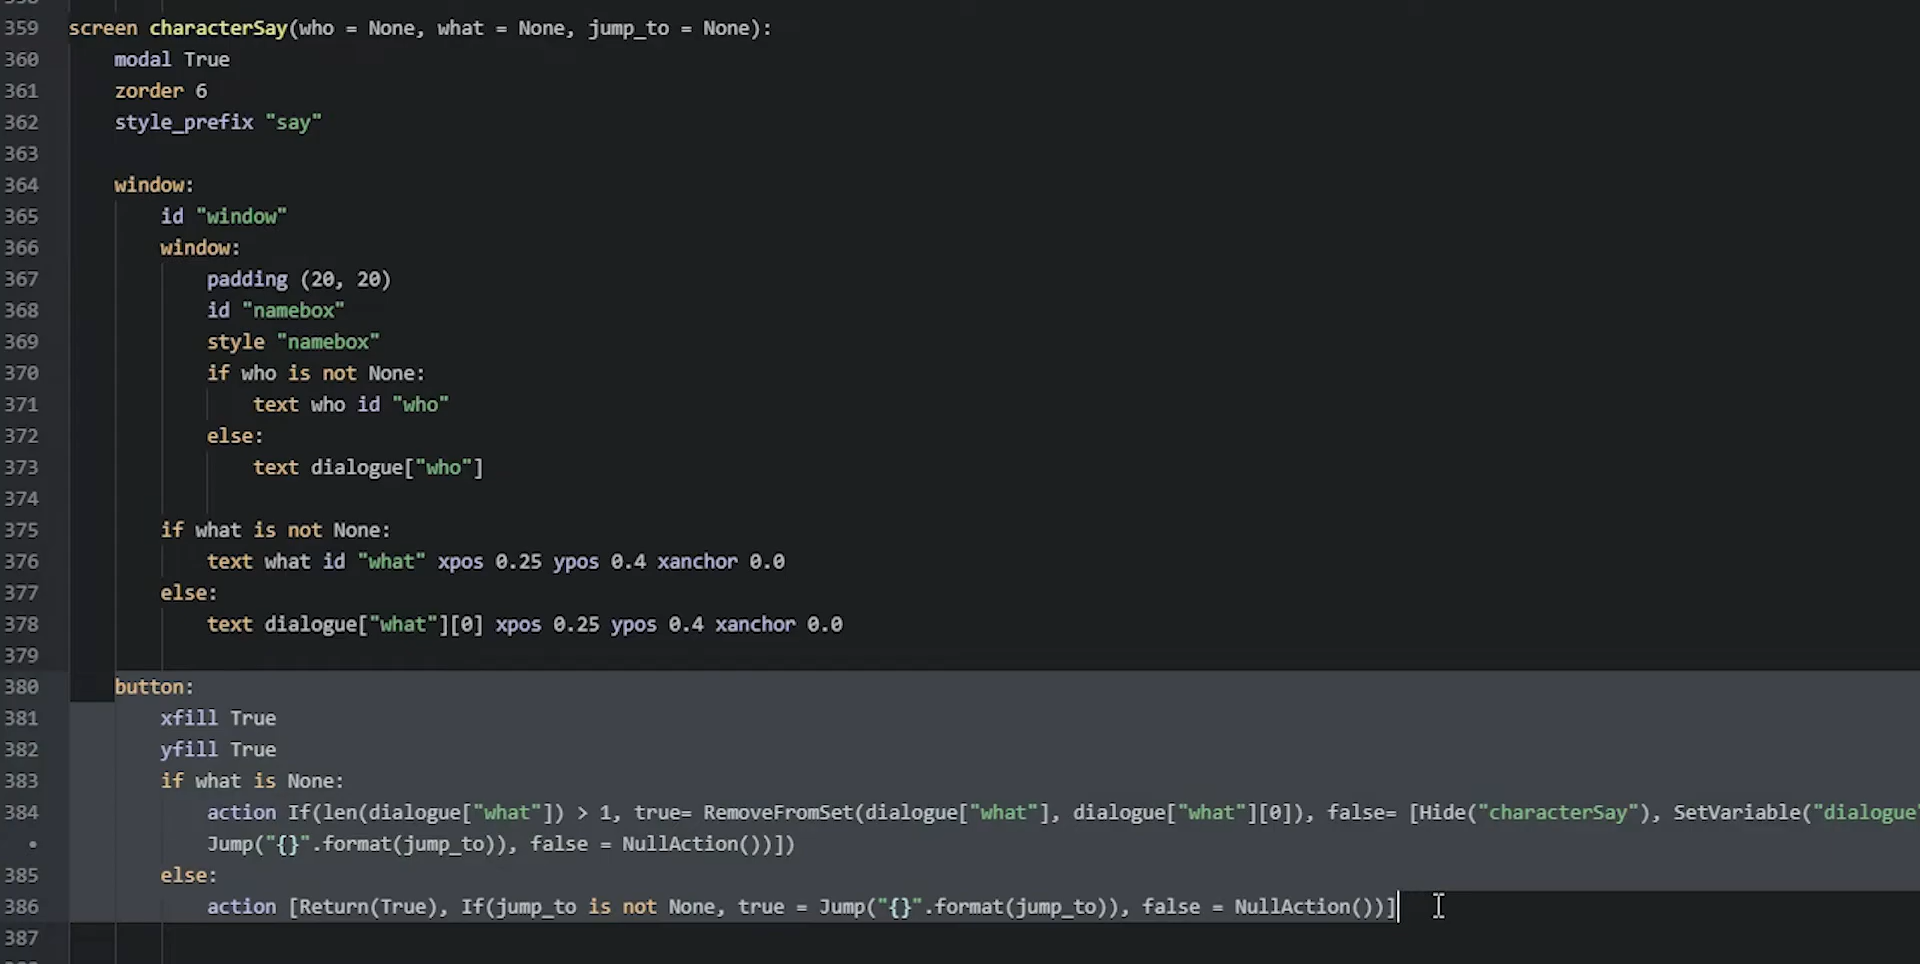 359 screen characterSay(who = None, what = None, jump_to = None):
360 modal True
361 zorder 6
362 style_prefix "say"
363
364 window:
365 id "window"
366 window:
367 padding (20, 20)
368 id "namebox"
369 style "namebox"
370 if who is not None:
371 text who id "who"
372 else:
373 text dialogue["who"]
374
375 if what is not None:
376 text what id "what" xpos 0.25 ypos 0.4 xanchor 0.0
377 else:
378 text dialogue["what"][0] xpos 0.25 ypos 0.4 xanchor 0.0
379
380 button:
381 xfill True
382 yfill True
383 if what is None:
384 action If(len(dialogue["what"]) > 1, true= RemoveFromSet(dialogue["what"], dialogue["what"][0]), false= [Hide("characterSay"), SetVariable("dialogue"
Jump("{}".format(jump_to)), false = NullAction())])
385 else:
386 action [Return(True), If(jump_to is not None, true = Jump("{}".format(jump_to)), false = NullAction())]
387